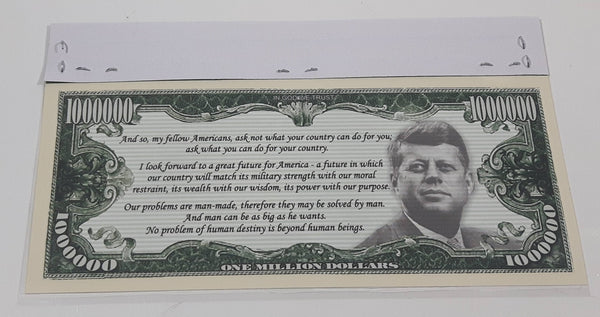 IN GOD WE TRUST
1000000 1000000
And so, my fellow Americans, ask not what your country can do for you;
ask what you can do for your country.
I look forward to a great future for America - a future in which
our country will match its military strength with our moral
restraint, its wealth with our wisdom, its power with our purpose.
Our problems are man-made, therefore they may be solved by man.
And man can be as big as he wants.
No problem of human destiny is beyond human beings.
1000000 1000000
ONE MILLION DOLLARS